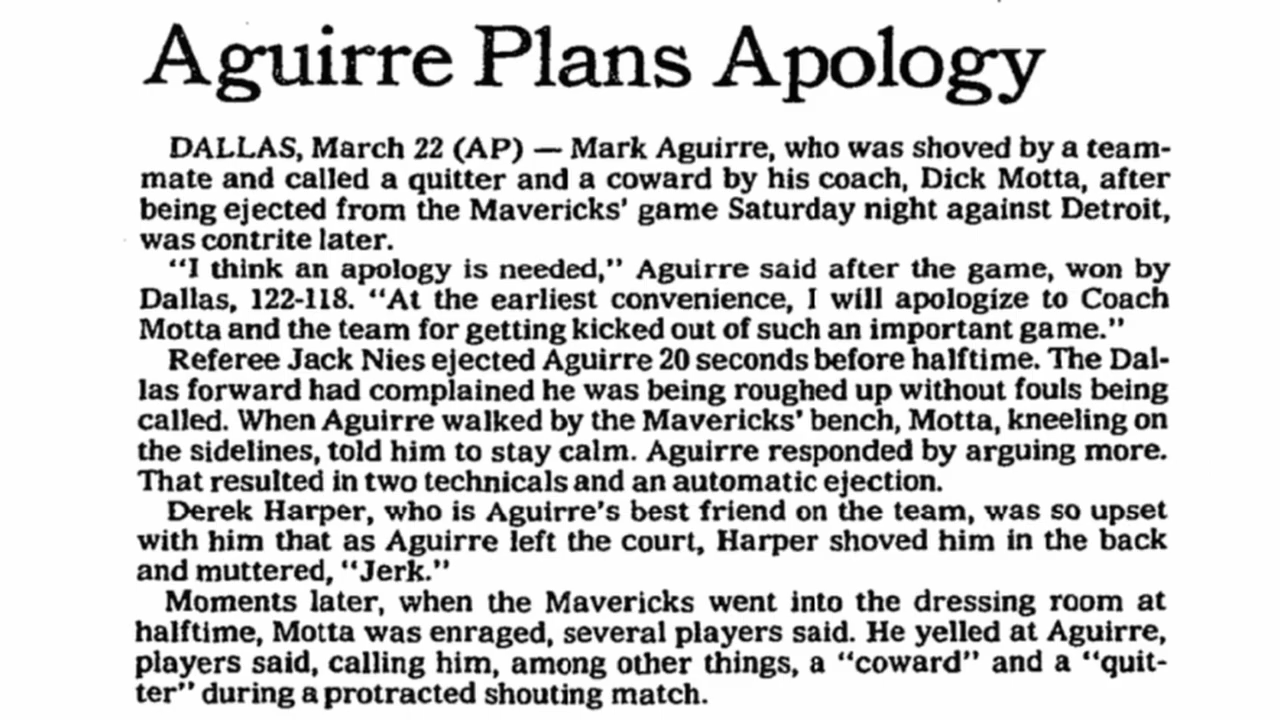 Aguirre Plans Apology
DALLAS, March 22 (AP) — Mark Aguirre, who was shoved by a team-
mate and called a quitter and a coward by his coach, Dick Motta, after
being ejected from the Mavericks' game Saturday night against Detroit,
was contrite later.
"I think an apology is needed," Aguirre said after the game, won by
Dallas, 122-118. "At the earliest convenience, I will apologize to Coach
Motta and the team for getting kicked out of such an important game."
Referee Jack Nies ejected Aguirre 20 seconds before halftime. The Dal-
las forward had complained he was being roughed up without fouls being
called. When Aguirre walked by the Mavericks' bench, Motta, kneeling on
the sidelines, told him to stay calm. Aguirre responded by arguing more.
That resulted in two technicals and an automatic ejection.
Derek Harper, who is Aguirre's best friend on the team, was so upset
with him that as Aguirre left the court, Harper shoved him in the back
and muttered, "Jerk."
Moments later, when the Mavericks went into the dressing room at
halftime, Motta was enraged, several players said. He yelled at Aguirre,
players said, calling him, among other things, a "coward" and a "quit-
ter" during a protracted shouting match.